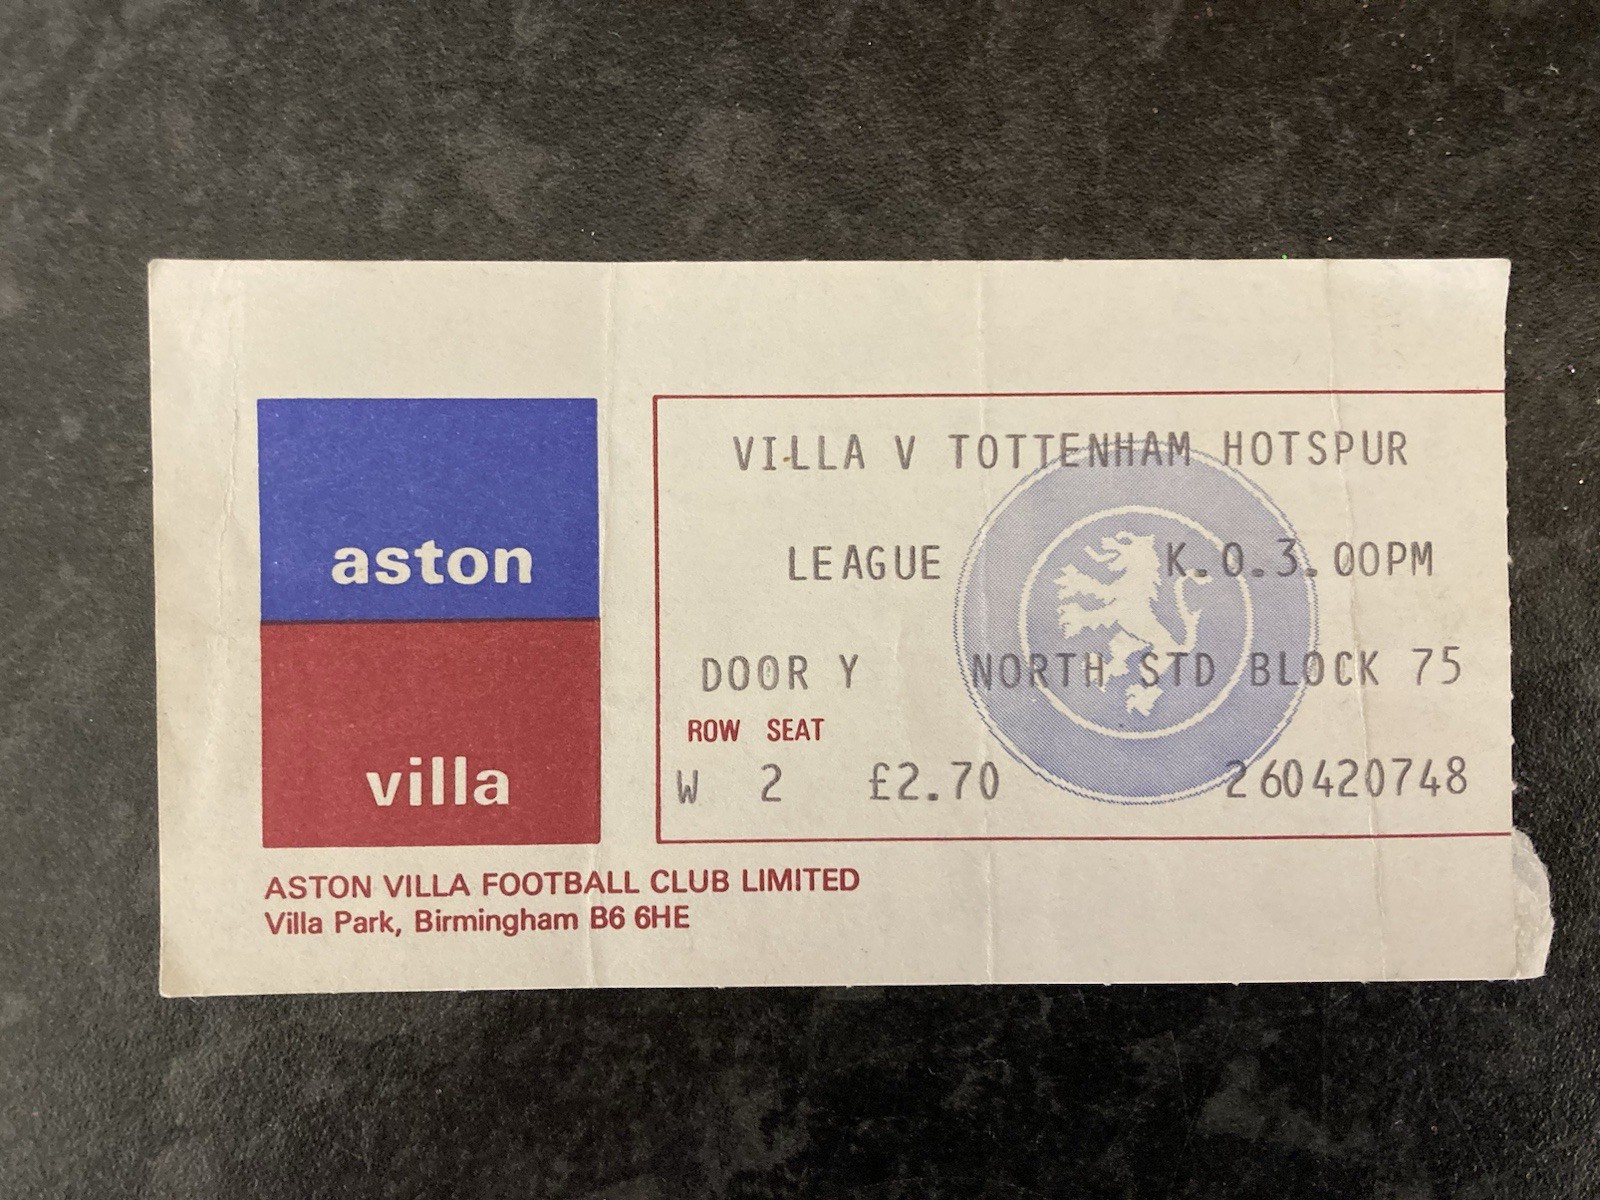 aston
villa
VILLA V TOTTENHAM HOTSPUR
LEAGUE K.O.3.00PM
DOOR Y NORTH STD BLOCK 75
ROW SEAT
W 2 £2.70 260420748
ASTON VILLA FOOTBALL CLUB LIMITED
Villa Park, Birmingham B6 6HE